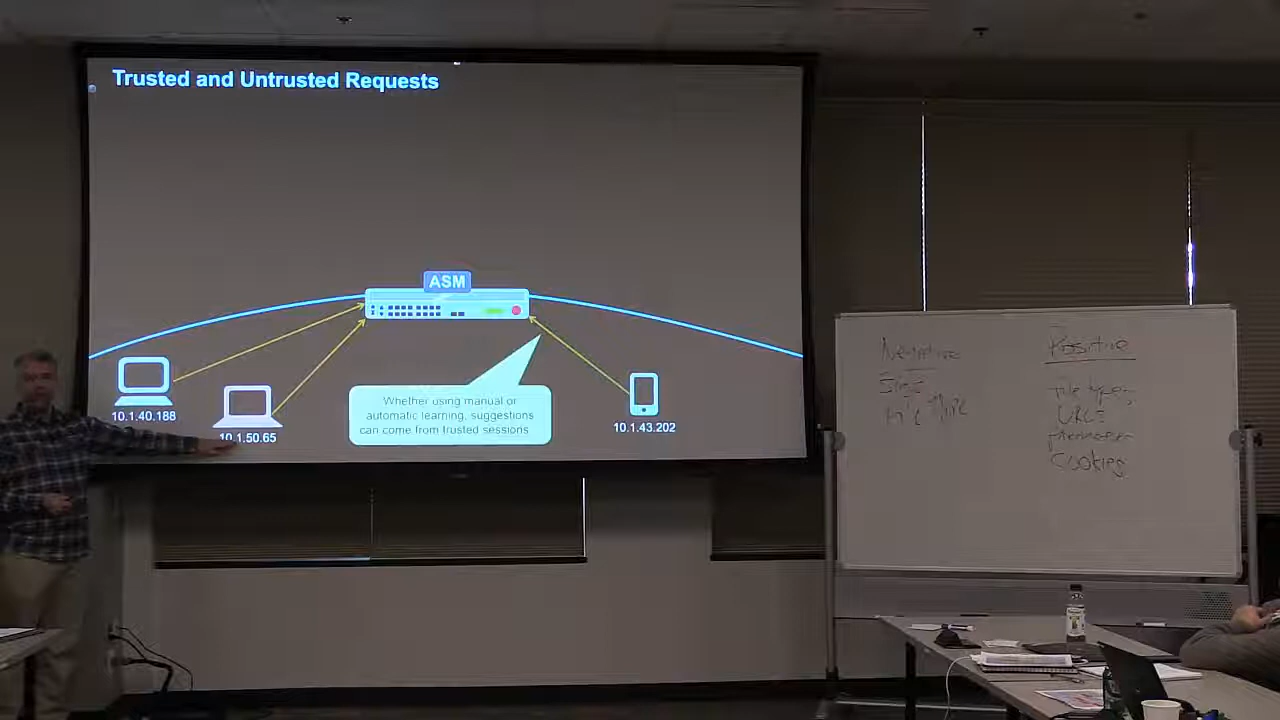 Trusted and Untrusted Requests
ASM
Whether using manual or
automatic learning, suggestions
can come from trusted sessions.
10.1.40.188
10.1.50.65
10.1.43.202
Negative
Positive
File Types
URLS
Cookies